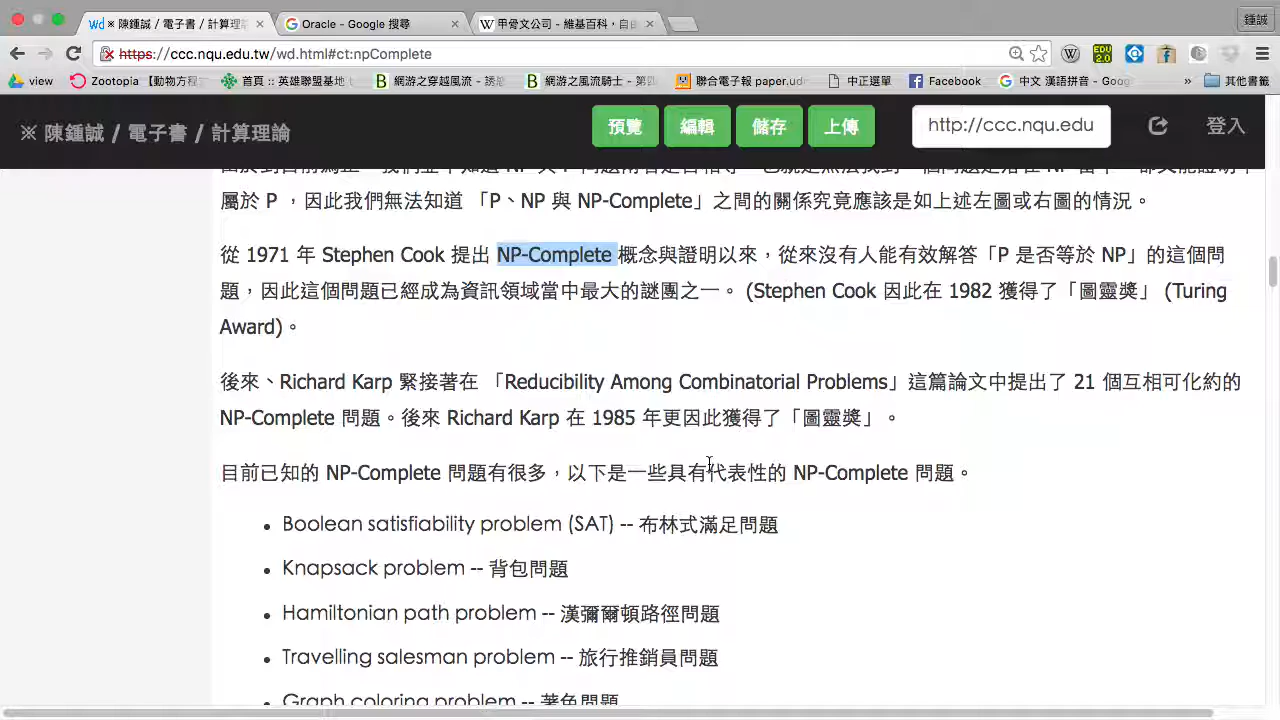 wd ※ 陳鍾誠 / 電子書 / 計算理
Oracle - Google 搜尋
甲骨文公司 - 維基百科，自由
鍾誠
https://ccc.nqu.edu.tw/wd.html#ct:npComplete
view
Zootopia 【動物方程
首頁 :: 英雄聯盟基地
網游之穿越風流
網游之風流騎士 - 第四
聯合電子報 paper.ud
中正選單
Facebook
中文 漢語拼音 - Goog
»
其他書籤
※ 陳鍾誠 / 電子書 / 計算理論
預覽
編輯
儲存
上傳
http://ccc.nqu.edu
登入
屬於 P ，因此我們無法知道 「P、NP 與 NP-Complete」之間的關係究竟應該是如上述左圖或右圖的情況。
從 1971 年 Stephen Cook 提出 NP-Complete 概念與證明以來，從來沒有人能有效解答「P 是否等於 NP」的這個問
題，因此這個問題已經成為資訊領域當中最大的謎團之一。 (Stephen Cook 因此在 1982 獲得了「圖靈獎」 (Turing
Award)。
後來、Richard Karp 緊接著在 「Reducibility Among Combinatorial Problems」這篇論文中提出了 21 個互相可化約的
NP-Complete 問題。後來 Richard Karp 在 1985 年更因此獲得了「圖靈獎」。
目前已知的 NP-Complete 問題有很多，以下是一些具有代表性的 NP-Complete 問題。
• Boolean satisfiability problem (SAT) -- 布林式滿足問題
• Knapsack problem -- 背包問題
• Hamiltonian path problem -- 漢彌爾頓路徑問題
• Travelling salesman problem -- 旅行推銷員問題
• Graph coloring problem -- 著色問題